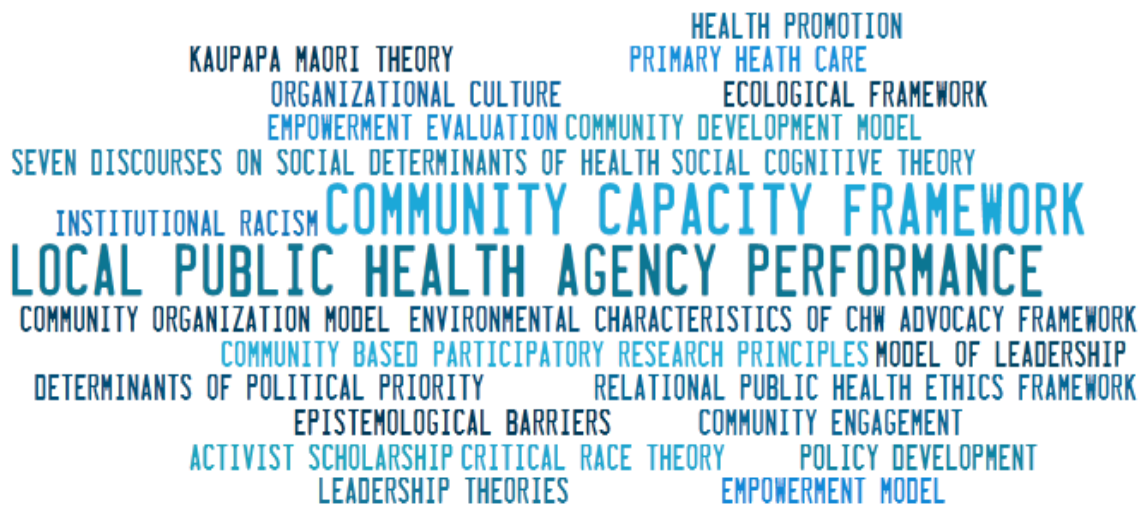 HEALTH PROMOTION
KAUPAPA MAORI THEORY PRIMARY HEATH CARE
ORGANIZATIONAL CULTURE ECOLOGICAL FRAMEWORK
EMPOWERMENT EVALUATION COMMUNITY DEVELOPMENT MODEL
SEVEN DISCOURSES ON SOCIAL DETERMINANTS OF HEALTH SOCIAL COGNITIVE THEORY
INSTITUTIONAL RACISM COMMUNITY CAPACITY FRAMEWORK
LOCAL PUBLIC HEALTH AGENCY PERFORMANCE
COMMUNITY ORGANIZATION MODEL ENVIRONMENTAL CHARACTERISTICS OF CHW ADVOCACY FRAMEWORK
COMMUNITY BASED PARTICIPATORY RESEARCH PRINCIPLES MODEL OF LEADERSHIP
DETERMINANTS OF POLITICAL PRIORITY RELATIONAL PUBLIC HEALTH ETHICS FRAMEWORK
EPISTEMOLOGICAL BARRIERS COMMUNITY ENGAGEMENT
ACTIVIST SCHOLARSHIP CRITICAL RACE THEORY POLICY DEVELOPMENT
LEADERSHIP THEORIES EMPOWERMENT MODEL